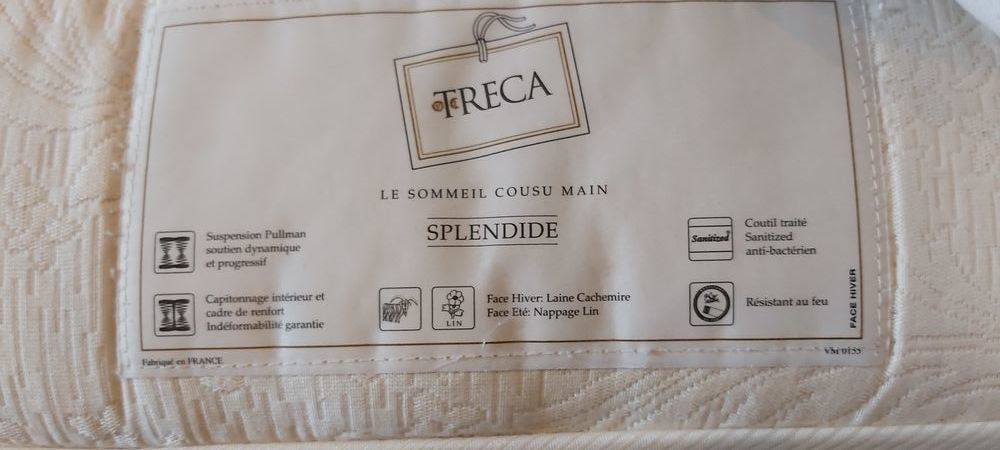 TRECA
LE SOMMEIL COUSU MAIN
SPLENDIDE
Suspension Pullman
soutien dynamique
et progressif
Capitonnage intérieur et
cadre de renfort
Indéformabilité garantie
LIN
Face Hiver: Laine Cachemire
Face Eté: Nappage Lin
Sanitized
Coutil traité
Sanitized
anti-bactérien
Résistant au feu
FACE HIVER
Fabriqué en FRANCE
VM 0155